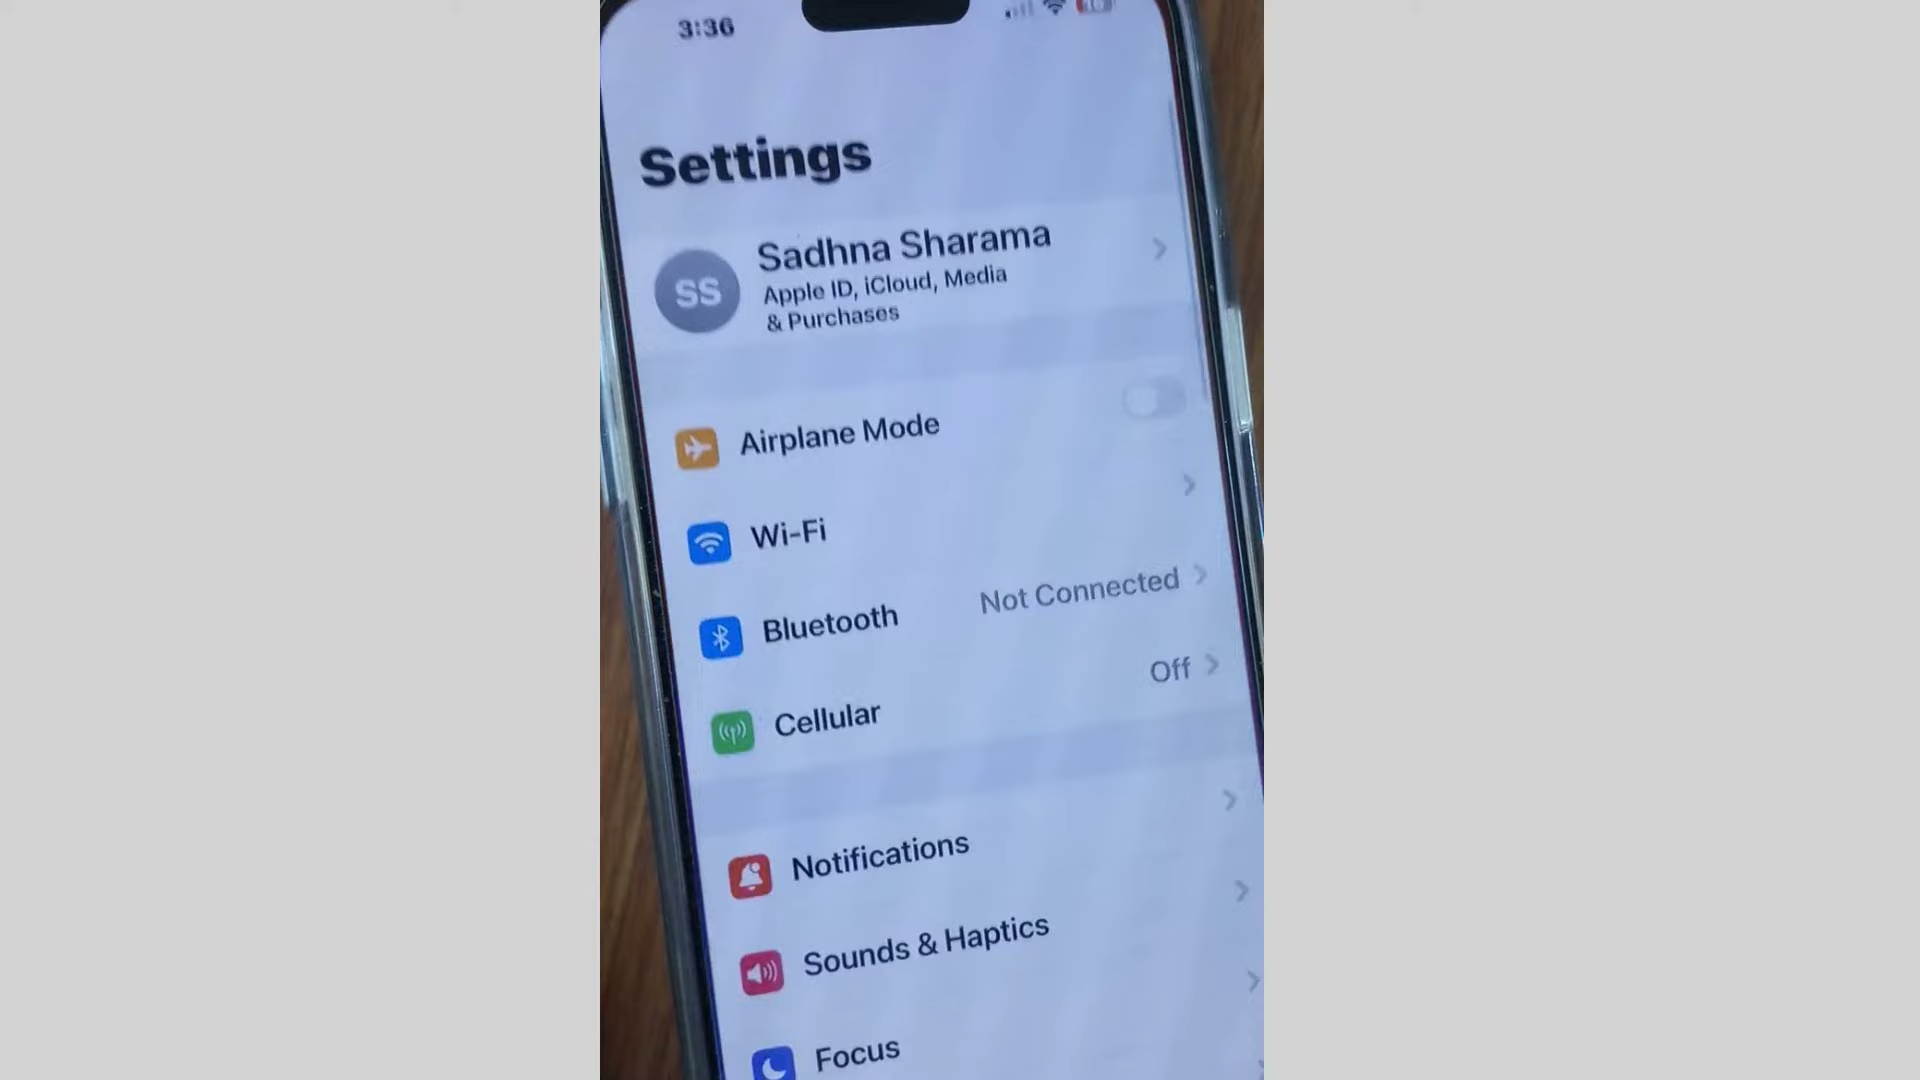 3:36
Settings
SS
Sadhna Sharama
Apple ID, iCloud, Media
& Purchases
Airplane Mode
Wi-Fi
Bluetooth
Not Connected
Cellular
Off
Notifications
Sounds & Haptics
Focus